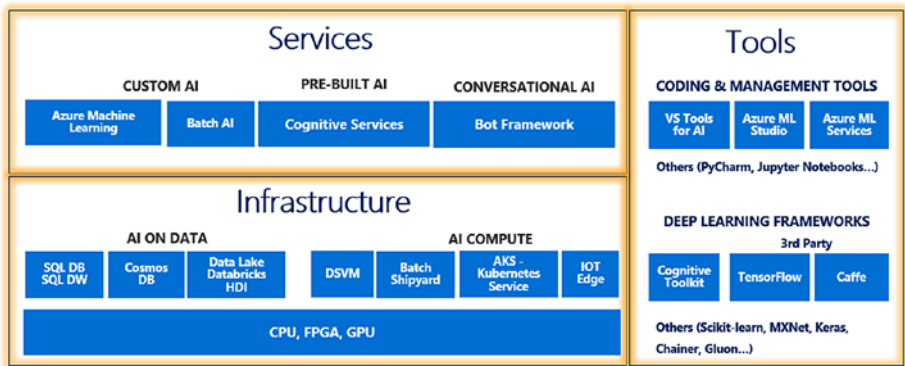 Services
CUSTOM AI
PRE-BUILT AI
CONVERSATIONAL AI
Azure Machine
Learning
Batch AI
Cognitive Services
Bot Framework
Infrastructure
AI ON DATA
AI COMPUTE
SQL DB
SQL DW
Cosmos
DB
Data Lake
Databricks
HDI
DSVM
Batch
Shipyard
AKS -
Kubernetes
Service
IOT
Edge
CPU, FPGA, GPU
Tools
CODING & MANAGEMENT TOOLS
VS Tools
for AI
Azure ML
Studio
Azure ML
Services
Others (PyCharm, Jupyter Notebooks...)
DEEP LEARNING FRAMEWORKS
3rd Party
Cognitive
Toolkit
TensorFlow
Caffe
Others (Scikit-learn, MXNet, Keras,
Chainer, Gluon...)